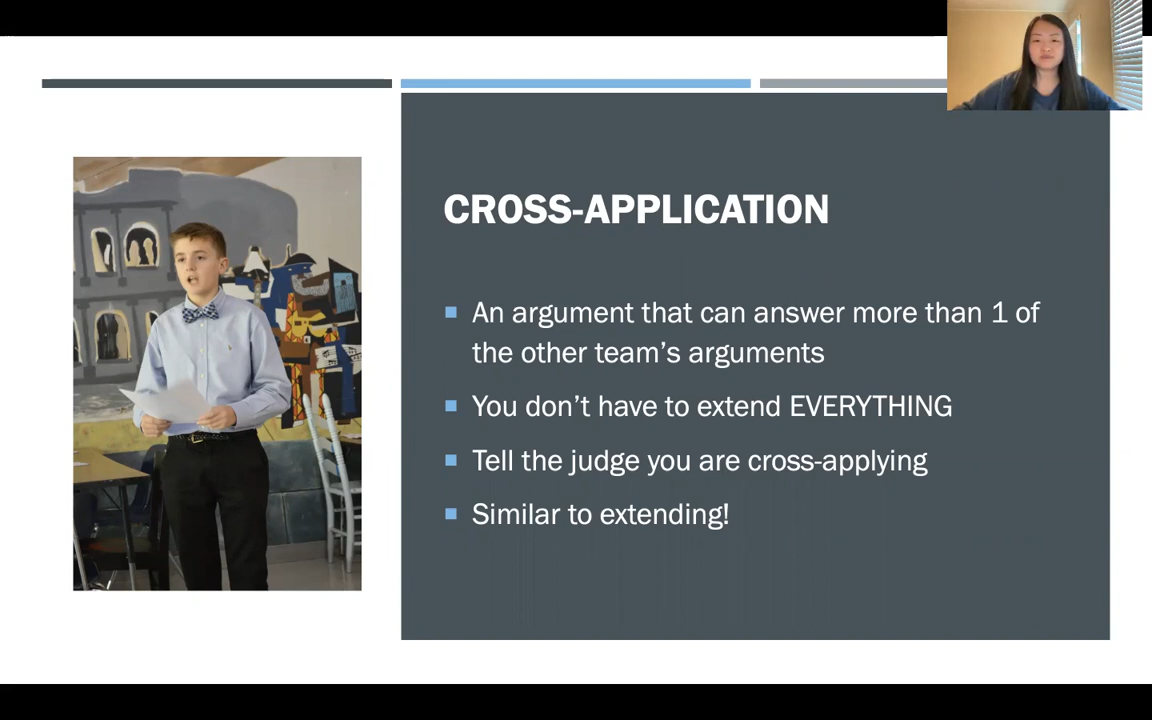 CROSS-APPLICATION
An argument that can answer more than 1 of
the other team's arguments
You don't have to extend EVERYTHING
Tell the judge you are cross-applying
Similar to extending!